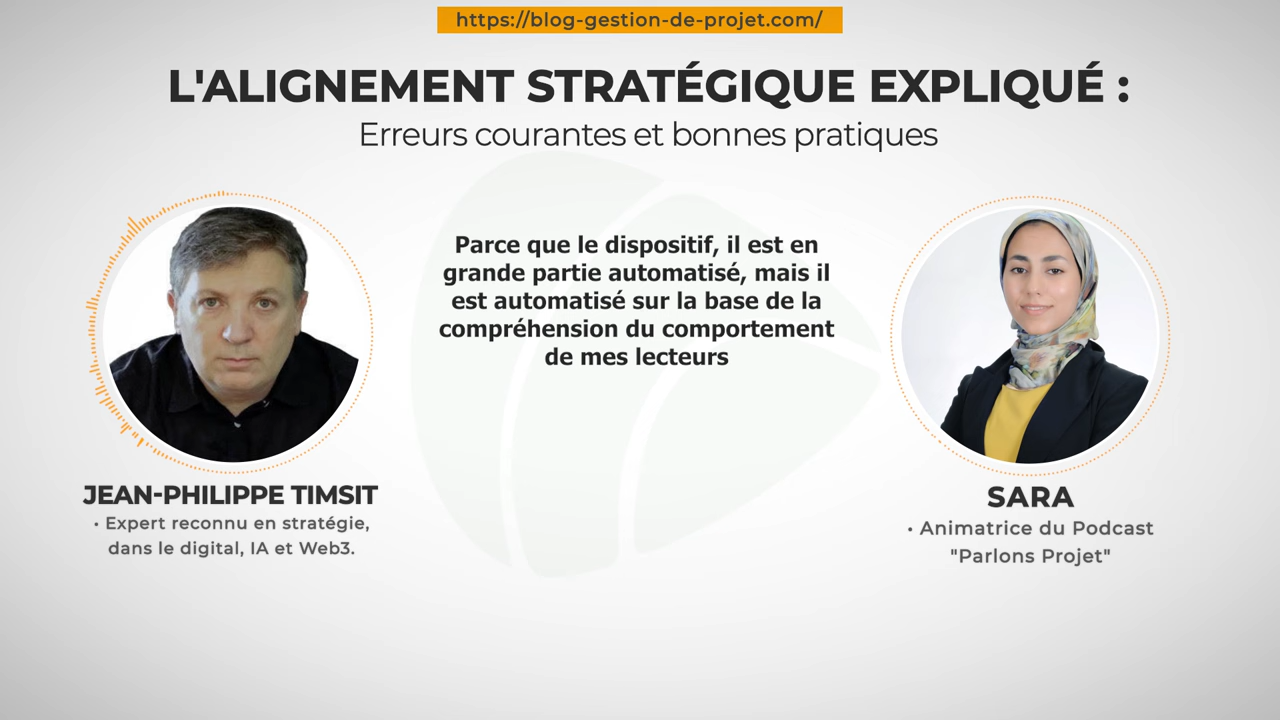 https://blog-gestion-de-projet.com/
L'ALIGNEMENT STRATÉGIQUE EXPLIQUÉ :
Erreurs courantes et bonnes pratiques
Parce que le dispositif, il est en
grande partie automatisé, mais il
est automatisé sur la base de la
compréhension du comportement
de mes lecteurs
JEAN-PHILIPPE TIMSIT
• Expert reconnu en stratégie,
dans le digital, IA et Web3.
SARA
• Animatrice du Podcast
"Parlons Projet"